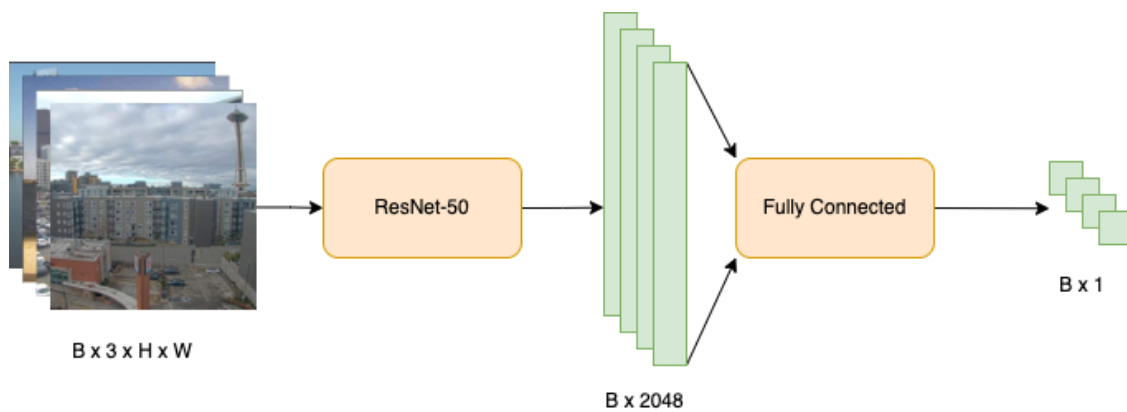 ResNet-50
Fully Connected
B x 1
B x 3 x H x W
B x 2048